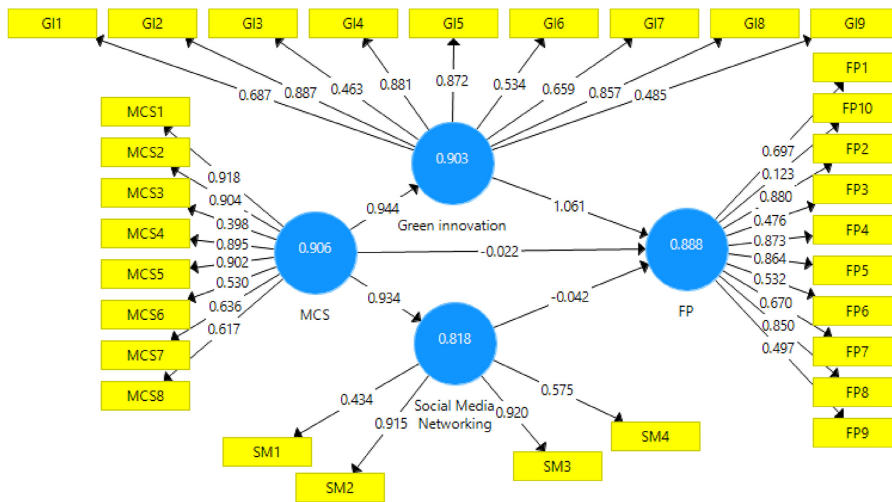 GI1 GI2 GI3 GI4 GI5 GI6 GI7 GI8 GI9
FP1
MCS1
FP10
MCS2
FP2
MCS3
FP3
MCS4
FP4
MCS5
FP5
MCS6
FP6
MCS7
FP7
MCS8
FP8
FP9
0.687 0.887 0.463 0.881 0.872 0.534 0.659 0.857 0.485
0.903
Green innovation
0.918
0.904
0.398
0.895
0.902
0.530
0.636
0.617
0.906
MCS
0.944
1.061
-0.022
0.934
-0.042
0.697
0.123
0.880
0.476
0.873
0.864
0.532
0.670
0.850
0.497
0.888
FP
0.818
Social Media
Networking
0.434
0.915
0.920
0.575
SM1
SM2
SM3
SM4